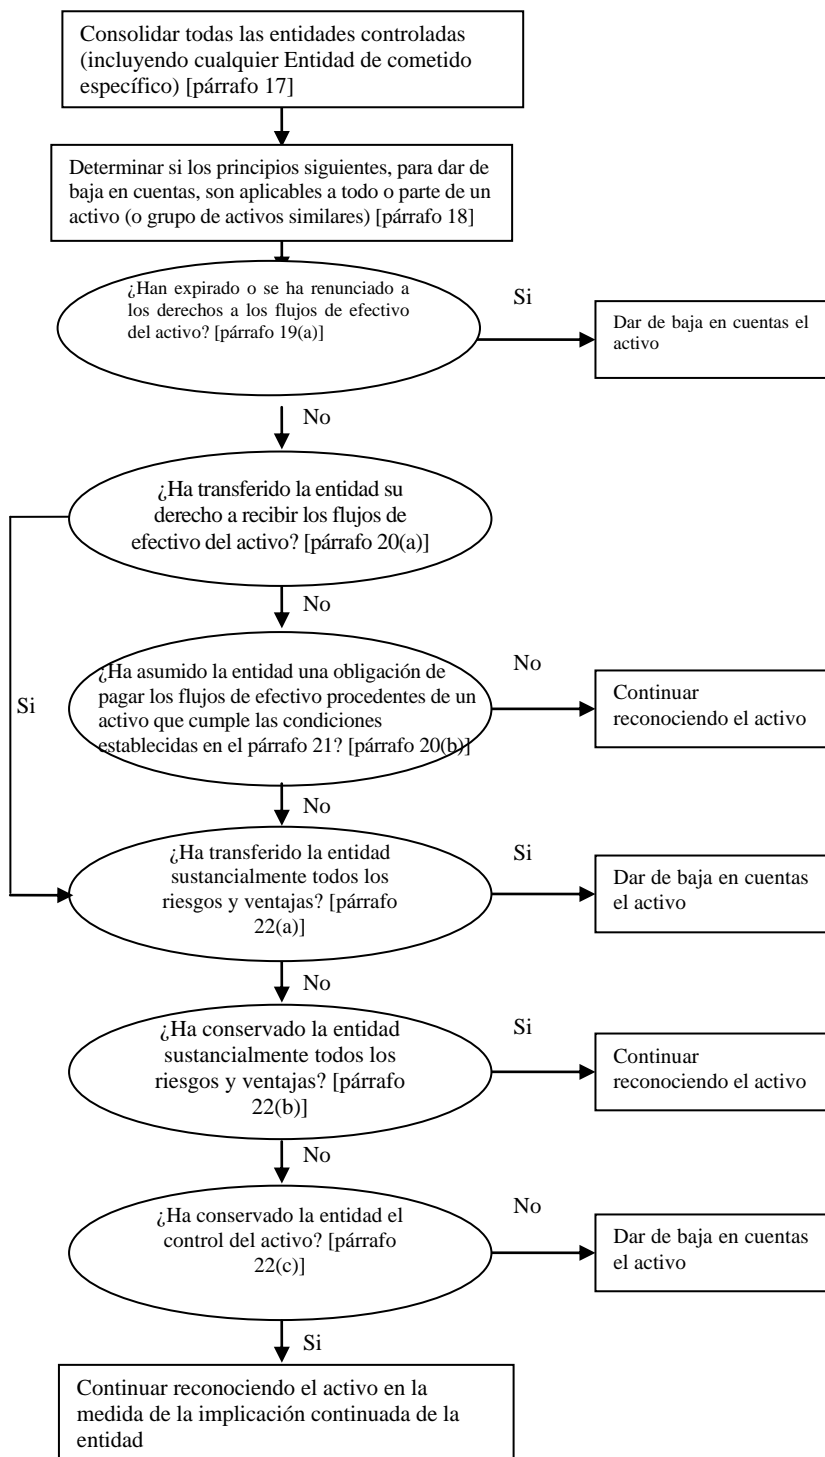 Consolidar todas las entidades controladas
(incluyendo cualquier Entidad de cometido
específico) [párrafo 17]
Determinar si los principios siguientes, para dar de
baja en cuentas, son aplicables a todo o parte de un
activo (o grupo de activos similares) [párrafo 18]
¿Han expirado o se ha renunciado a
los derechos a los flujos de efectivo
del activo? [párrafo 19(a)]
Si
Dar de baja en cuentas el
activo
No
¿Ha transferido la entidad su
derecho a recibir los flujos de
efectivo del activo? [párrafo 20(a)]
No
Si
¿Ha asumido la entidad una obligación de
pagar los flujos de efectivo procedentes de un
activo que cumple las condiciones
establecidas en el párrafo 21? [párrafo 20(b)]
No
Continuar
reconociendo el activo
No
¿Ha transferido la entidad
sustancialmente todos los
riesgos y ventajas? [párrafo
22(a)]
Si
Dar de baja en cuentas
el activo
No
¿Ha conservado la entidad
sustancialmente todos los
riesgos y ventajas? [párrafo
22(b)]
Si
Continuar
reconociendo el activo
No
¿Ha conservado la entidad el
control del activo? [párrafo
22(c)]
No
Dar de baja en cuentas
el activo
Si
Continuar reconociendo el activo en la
medida de la implicación continuada de la
entidad